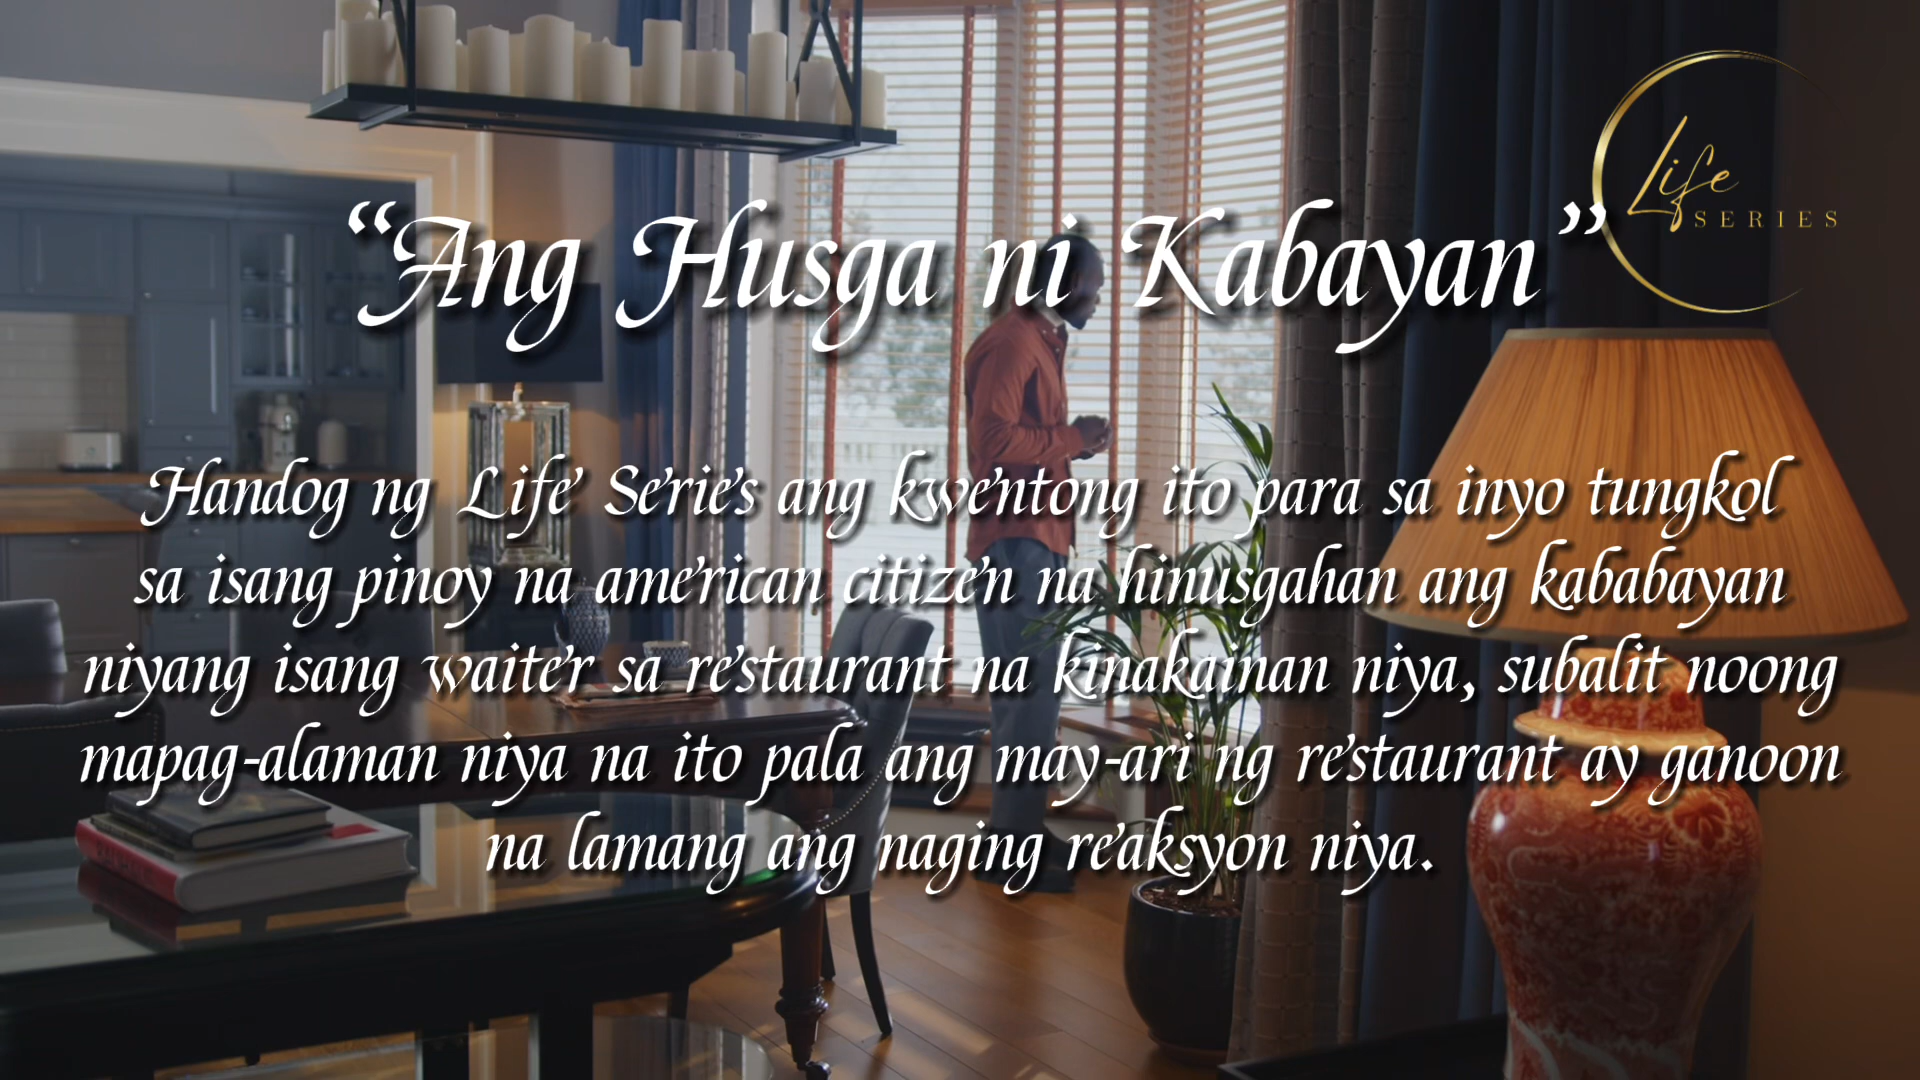 Life
SERIES
“Ang Husga ni Kabayan”
Handog ng Life Series ang kwentong ito para sa inyo tungkol
sa isang pinoy na american citizen na hinusgahan ang kababayan
niyang isang waiter sa restaurant na kinakainan niya, subalit noong
mapag-alaman niya na ito pala ang may-ari ng restaurant ay ganoon
na lamang ang naging reaksyon niya.